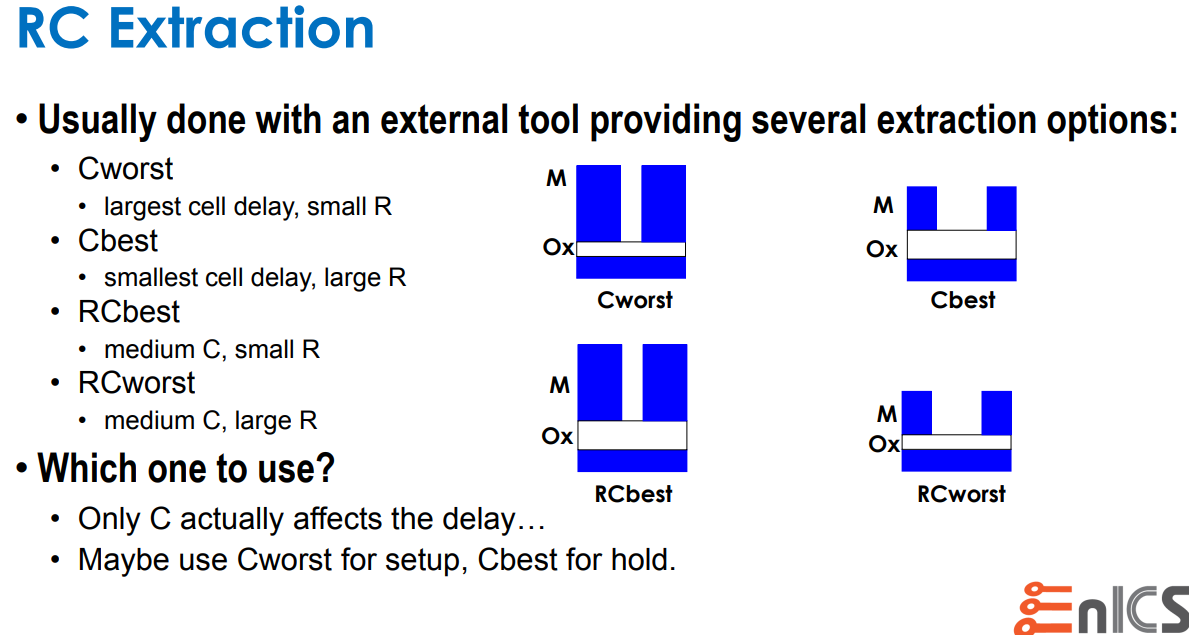 RC Extraction
• Usually done with an external tool providing several extraction options:
• Cworst
• largest cell delay, small R
• Cbest
• smallest cell delay, large R
• RCbest
• medium C, small R
• RCworst
• medium C, large R
• Which one to use?
• Only C actually affects the delay…
• Maybe use Cworst for setup, Cbest for hold.
M
Ox
Cworst
M
Ox
Cbest
M
Ox
RCbest
M
Ox
RCworst
EnICS